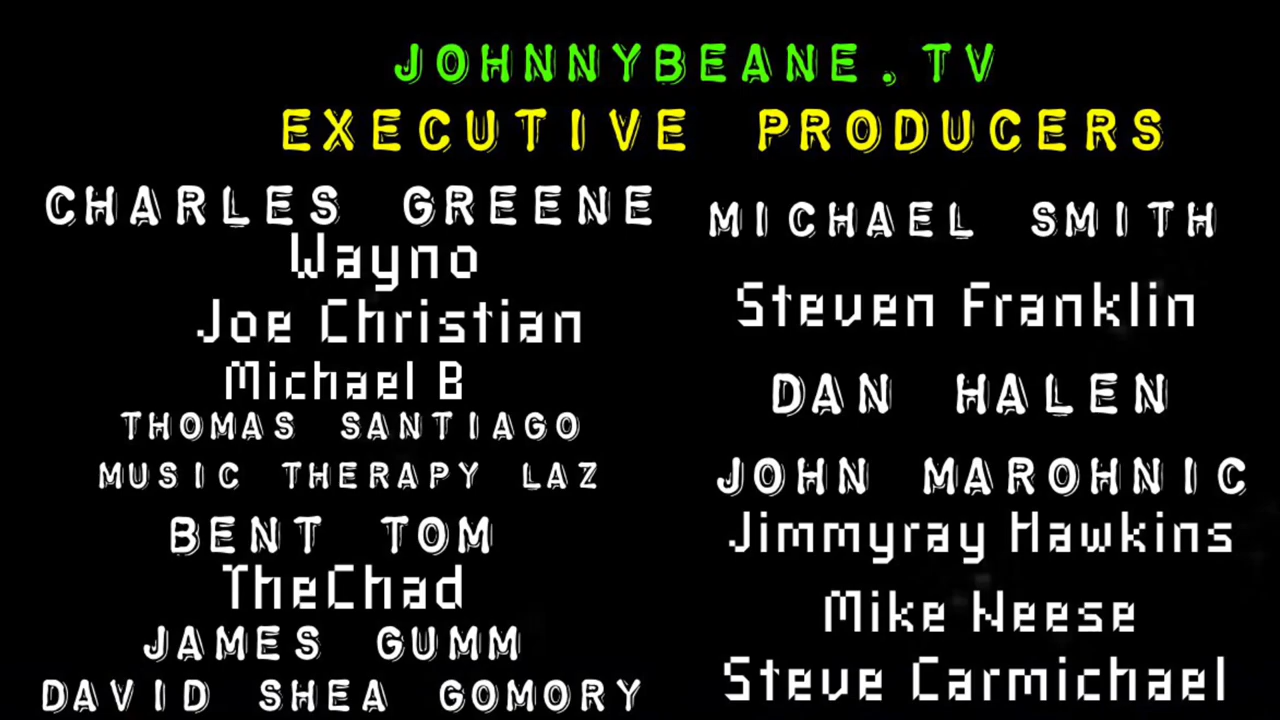 JOHNNYBEANE.TV
EXECUTIVE PRODUCERS
CHARLES GREENE
Wayno
Joe Christian
Michael B
THOMAS SANTIAGO
MUSIC THERAPY LAZ
BENT TOM
TheChad
JAMES GUMM
DAVID SHEA GOMORY
MICHAEL SMITH
Steven Franklin
DAN HALEN
JOHN MAROHNIC
Jimmyray Hawkins
Mike Neese
Steve Carmichael